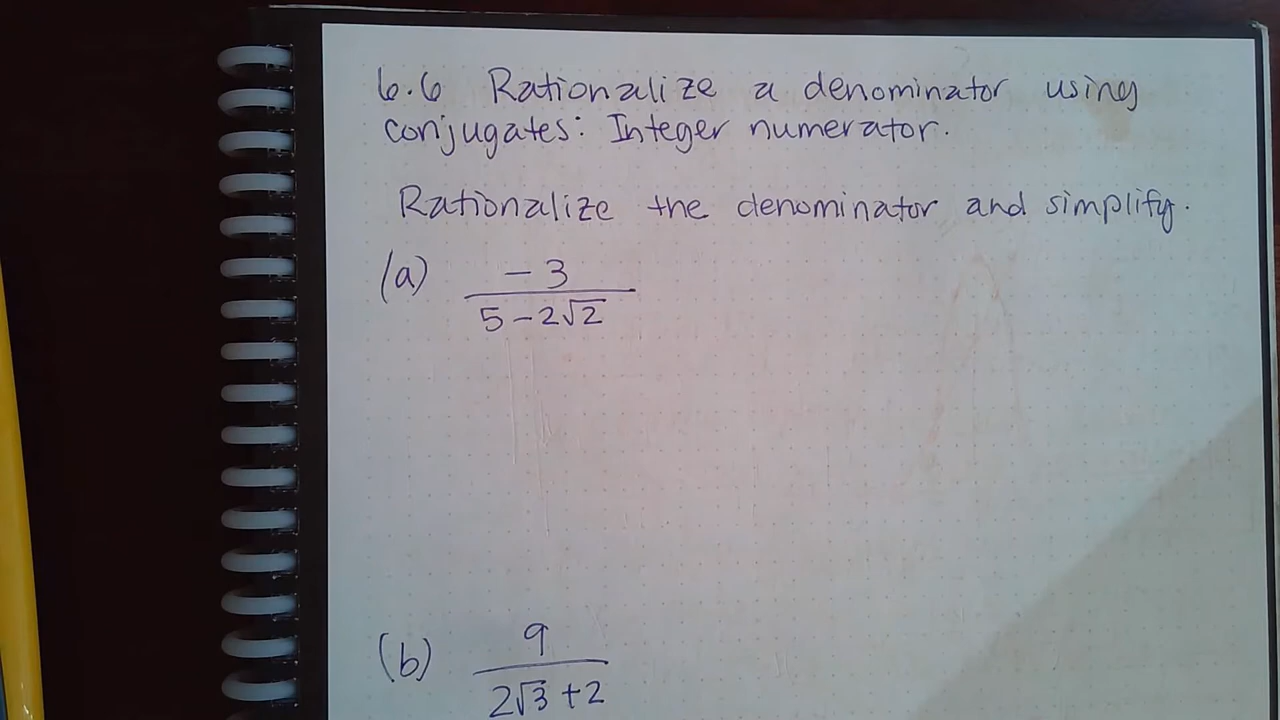 6.6 Rationalize a denominator using
conjugates: Integer numerator.
Rationalize the denominator and simplify.
(a) -3
5-2√2
(b) 9
2√3+2